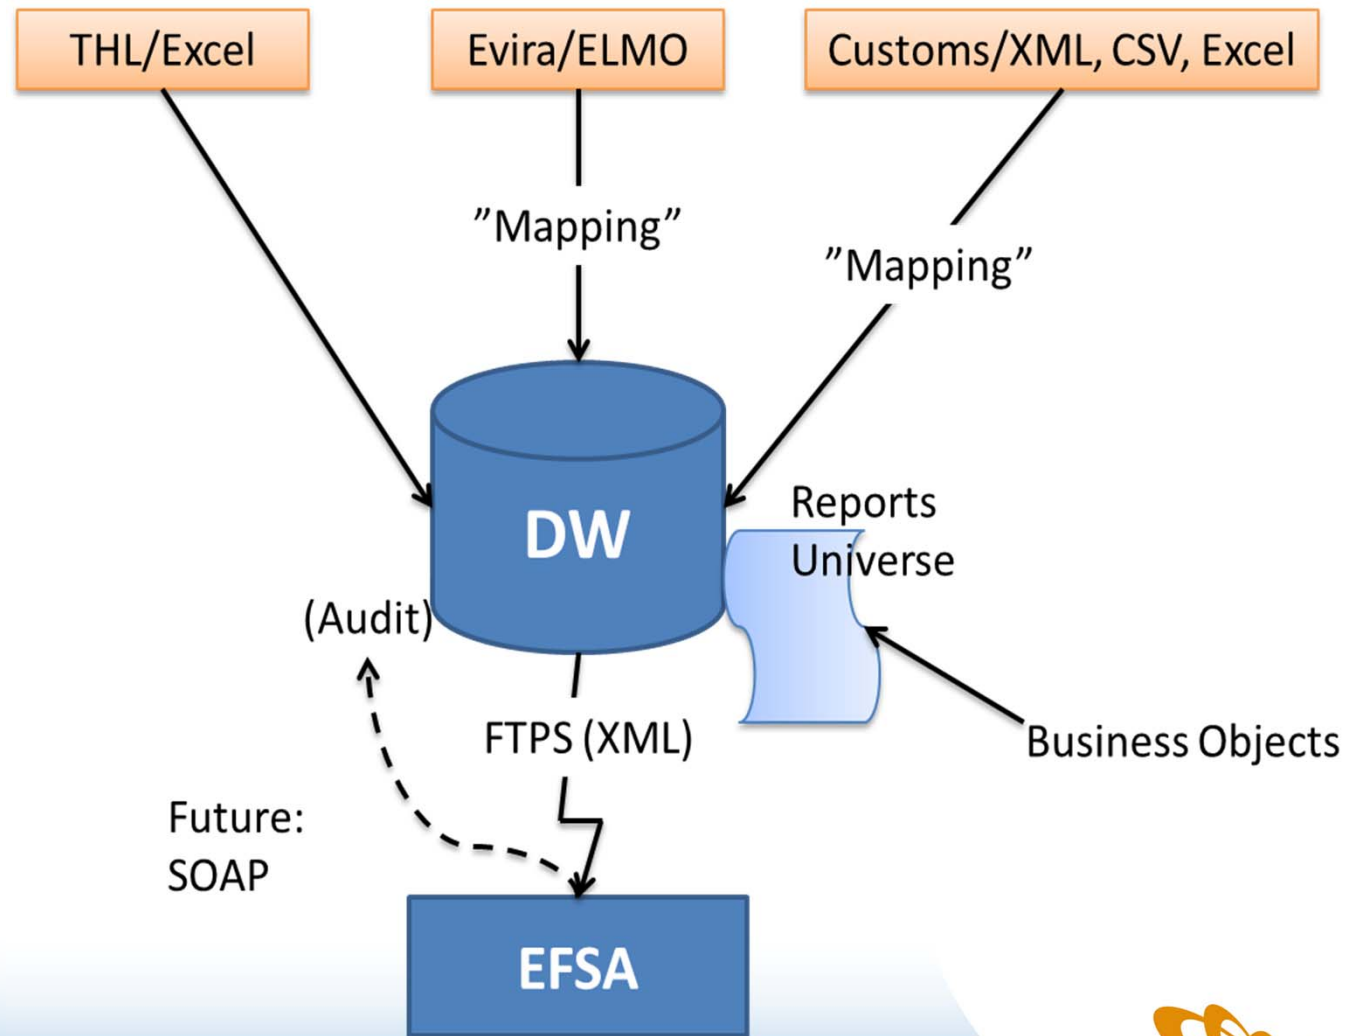 THL/Excel
Evira/ELMO
Customs/XML, CSV, Excel
”Mapping”
”Mapping”
DW
Reports
Universe
(Audit)
FTPS (XML)
Business Objects
Future:
SOAP
EFSA